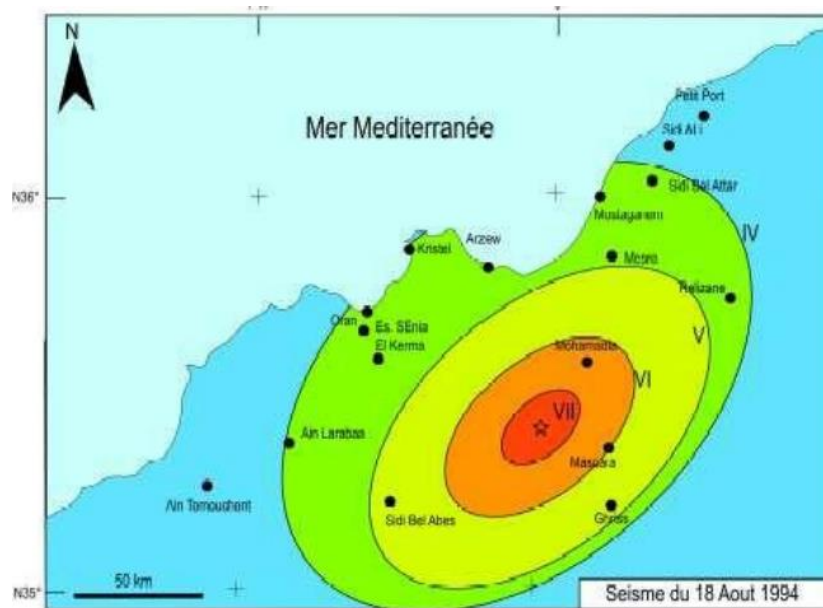 N
Petit Port
Sidi Ali
Mer Mediterranée
Sidi Bel Attar
N36°
Mostaganem
IV
Arzew
Kristel
Mesra
Relizane
Oran
Es. SEnia
V
El Kerma
Mohamadia
VI
VII
Ain Larabaa
Mascara
Ain Temoushent
Sidi Bel Abes
Ghriss
50 km
N35°
Seisme du 18 Aout 1994